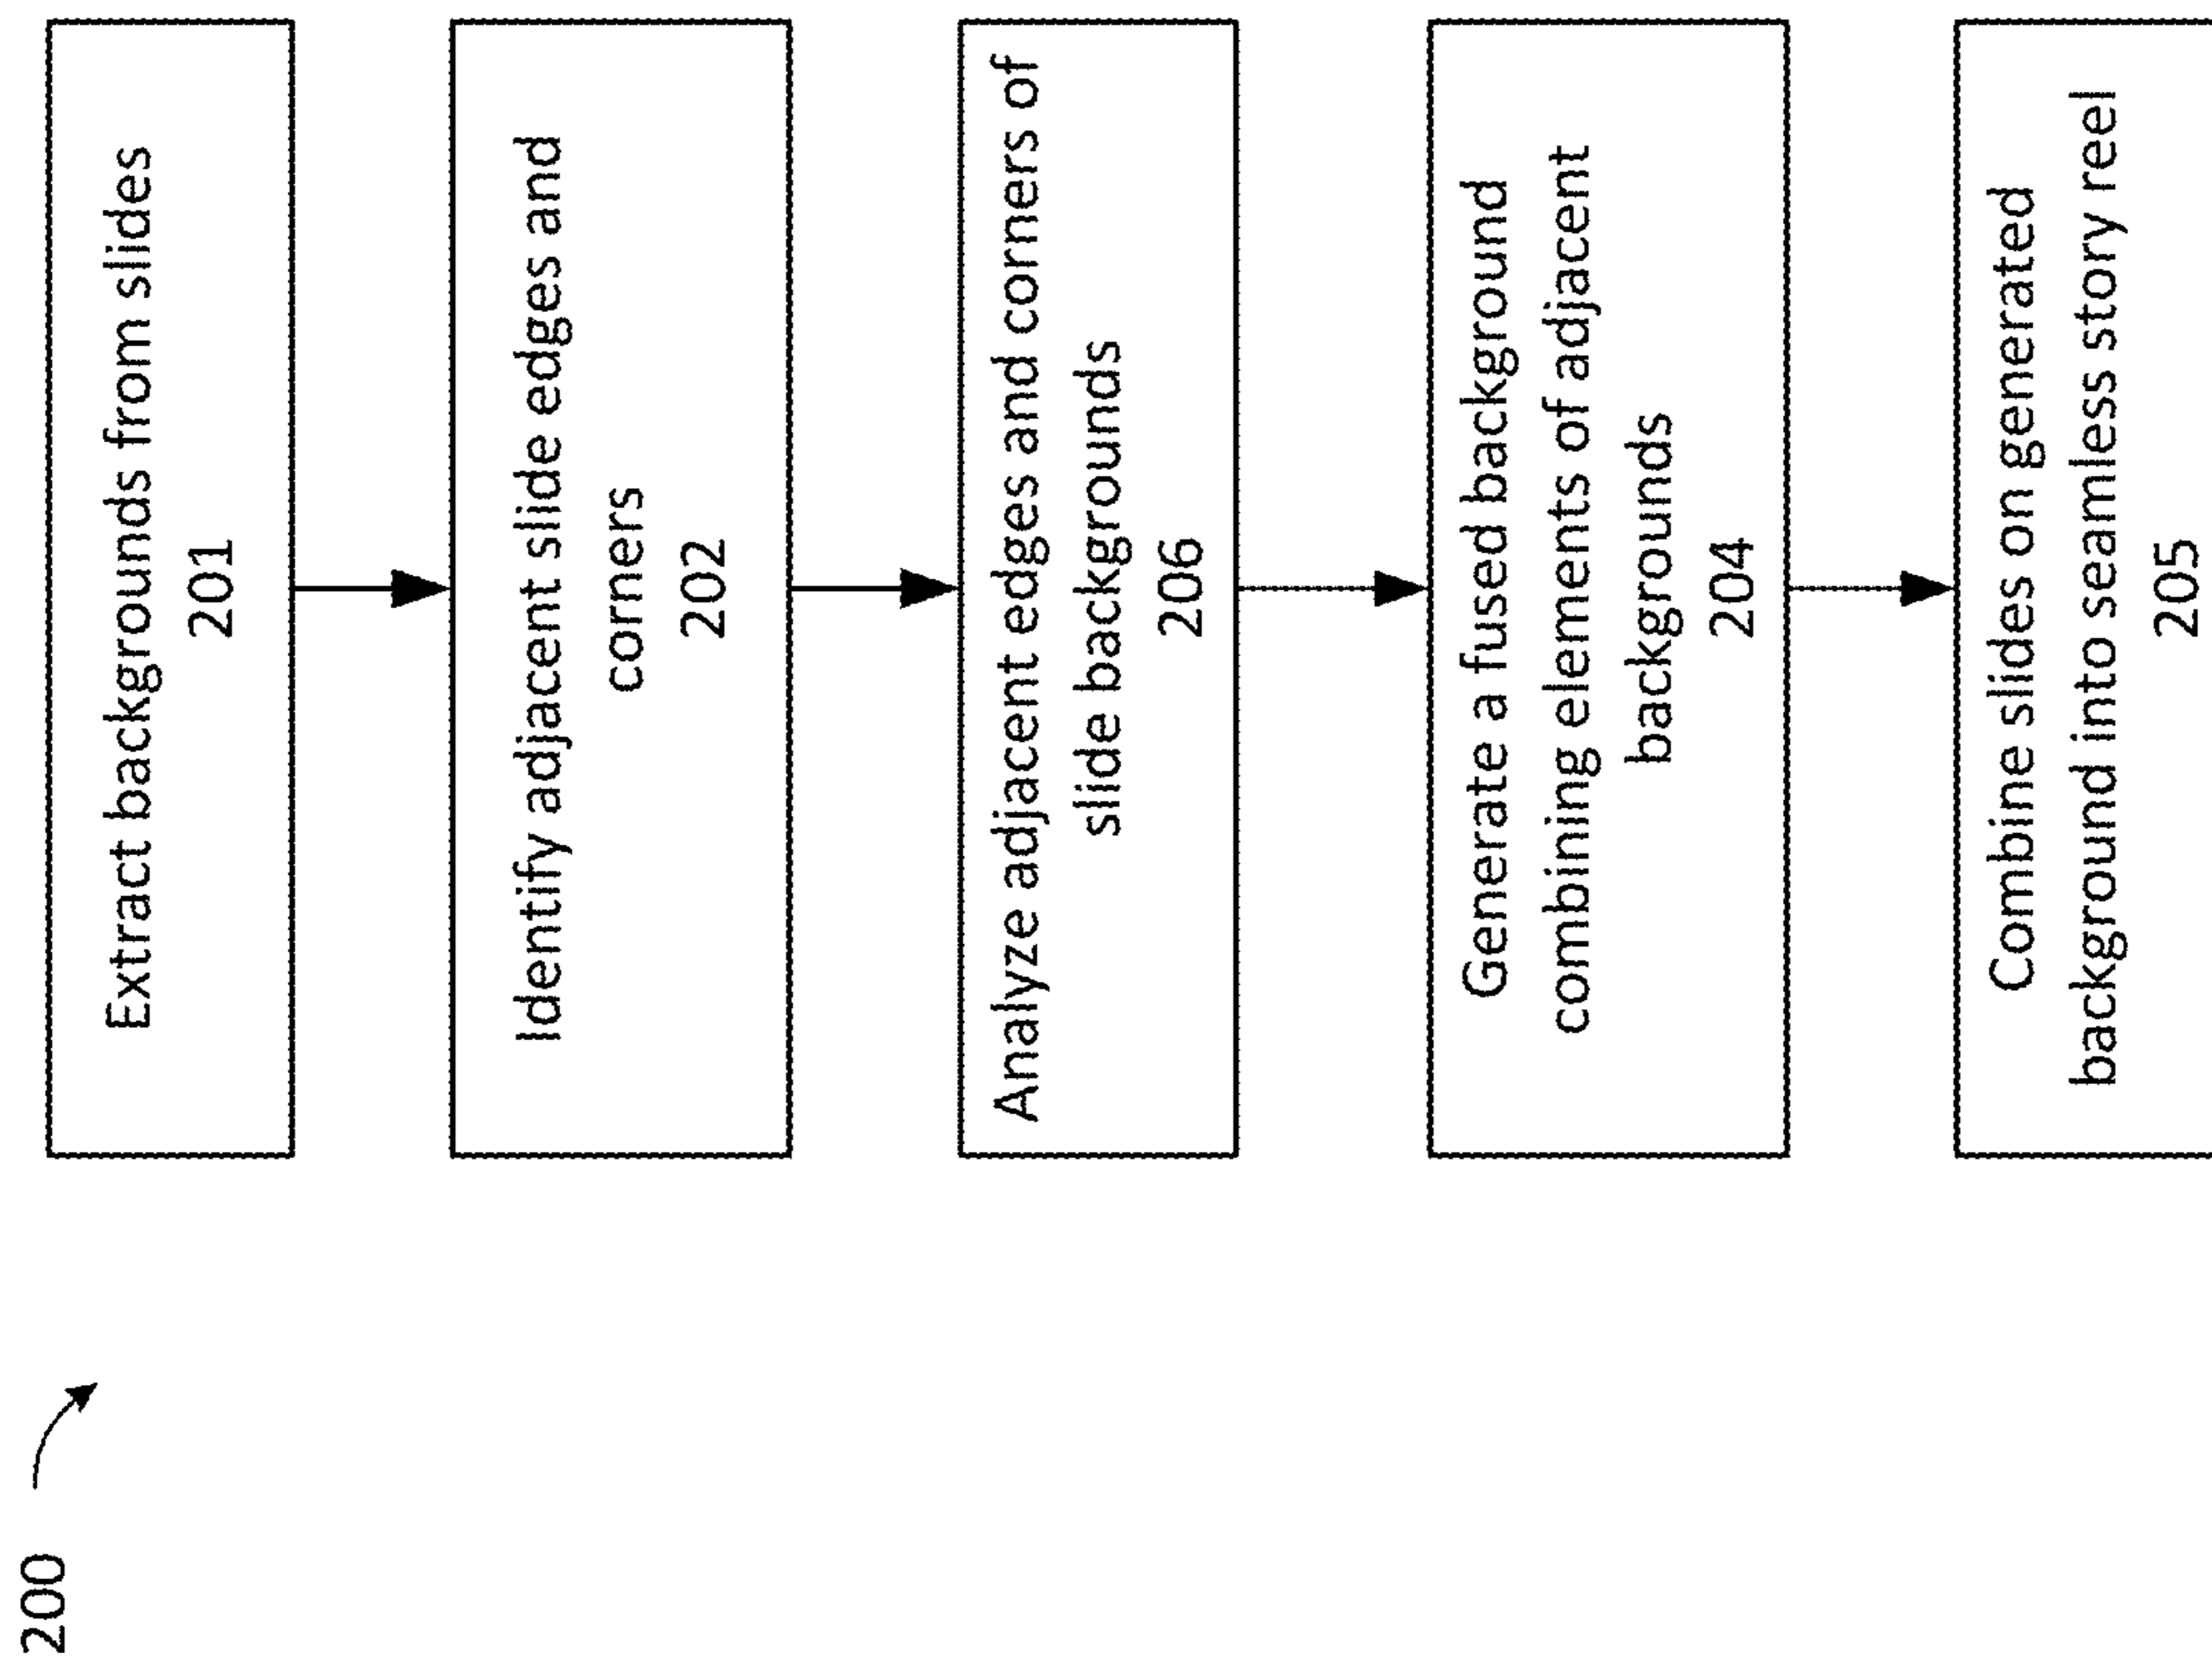 200
Extract backgrounds from slides
201
Identify adjacent slide edges and
corners
202
Analyze adjacent edges and corners of
slide backgrounds
206
Generate a fused background
combining elements of adjacent
backgrounds
204
Combine slides on generated
background into seamless story reel
205